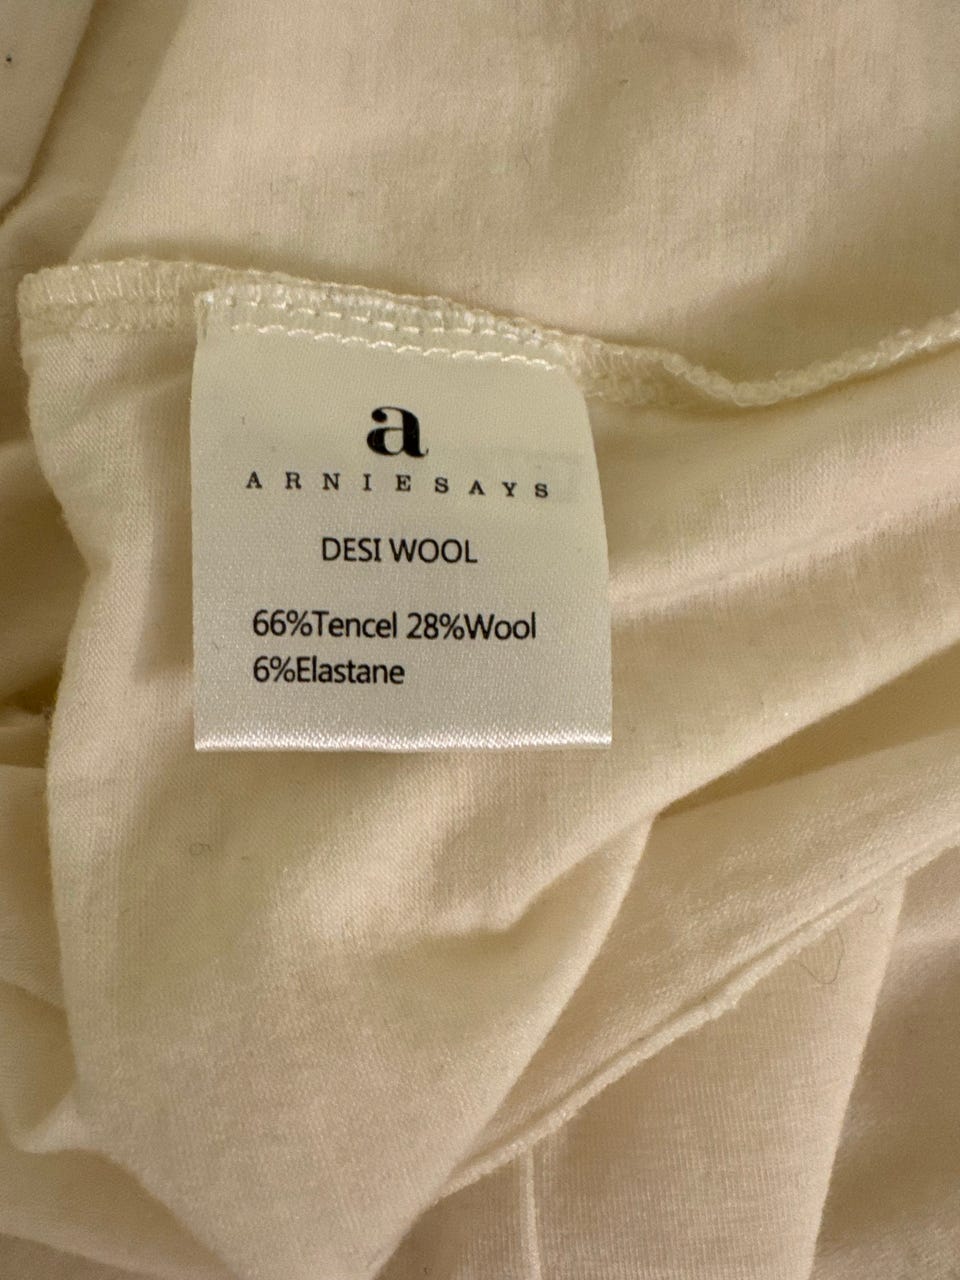 a
ARNIESAYS
DESI WOOL
66%Tencel 28%Wool
6%Elastane